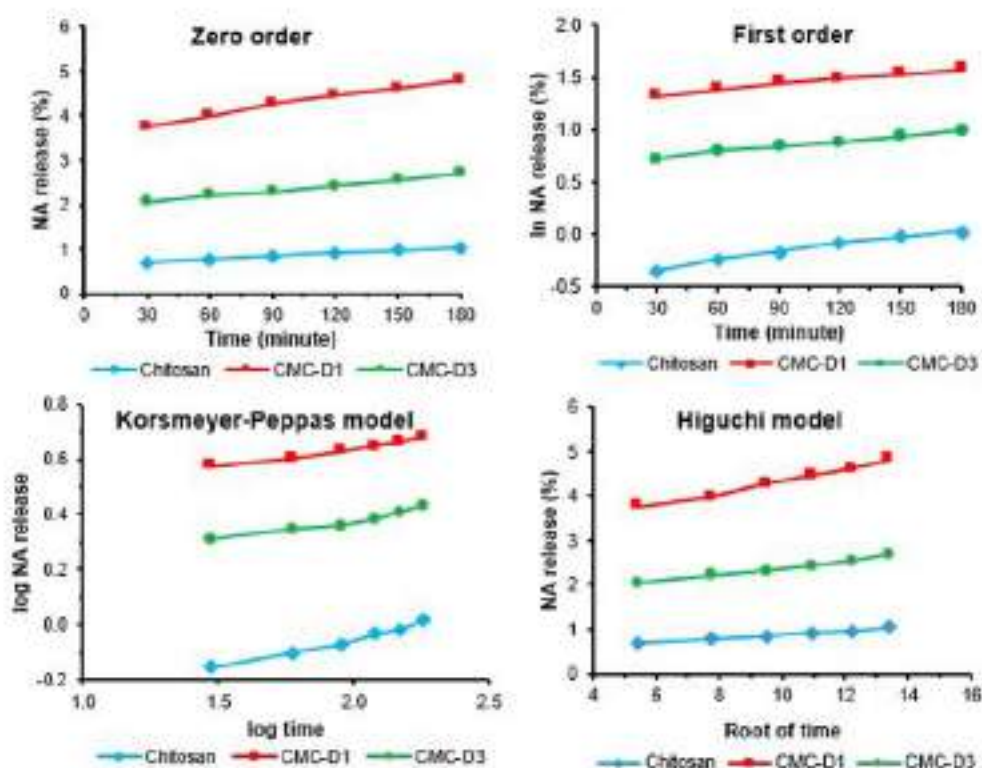 Zero order
NA release (%)
6
5
4
3
2
1
0
0 30 60 90 120 150 180
Time (minute)
Chitosan CMC-D1 CMC-D3
First order
ln NA release (%)
2.0
1.5
1.0
0.5
0.0
-0.5
0 30 60 90 120 150 180
Time (minute)
Chitosan CMC-D1 CMC-D3
Korsmeyer-Peppas model
log NA release
0.8
0.6
0.4
0.2
0.0
-0.2
1.0 1.5 2.0 2.5
log time
Chitosan CMC-D1 CMC-D3
Higuchi model
NA release (%)
6
5
4
3
2
1
0
4 6 8 10 12 14 16
Root of time
Chitosan CMC-D1 CMC-D3